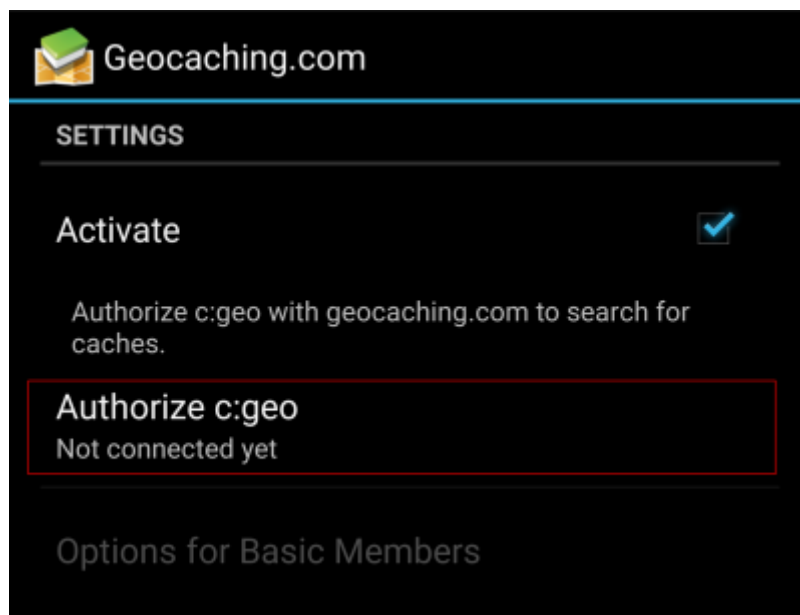 Geocaching.com
SETTINGS
Activate
Authorize c:geo with geocaching.com to search for
caches.
Authorize c:geo
Not connected yet
Options for Basic Members